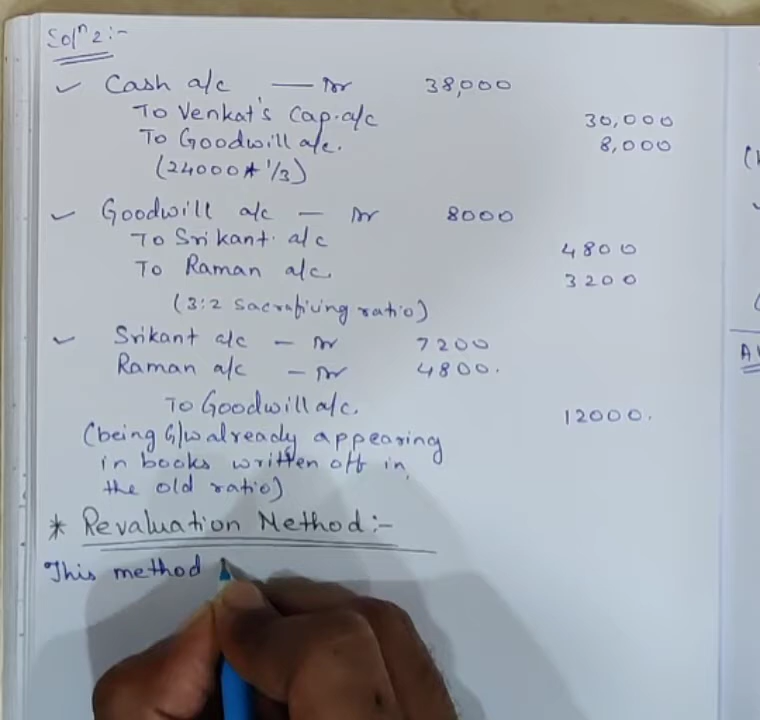 Solⁿ 2:-
✓ Cash a/c — Dr 38,000
To Venkat's Cap. a/c 30,000
To Goodwill a/c. 8,000
(24000 * 1/3)
✓ Goodwill a/c — Dr 8000
To Srikant a/c 4800
To Raman a/c. 3200
(3:2 Sacraficing ratio)
✓ Srikant a/c — Dr 7200
Raman a/c — Dr 4800.
To Goodwill a/c. 12000.
(being G/w already appearing
in books written off in
the old ratio)
* Revaluation Method:-
This method